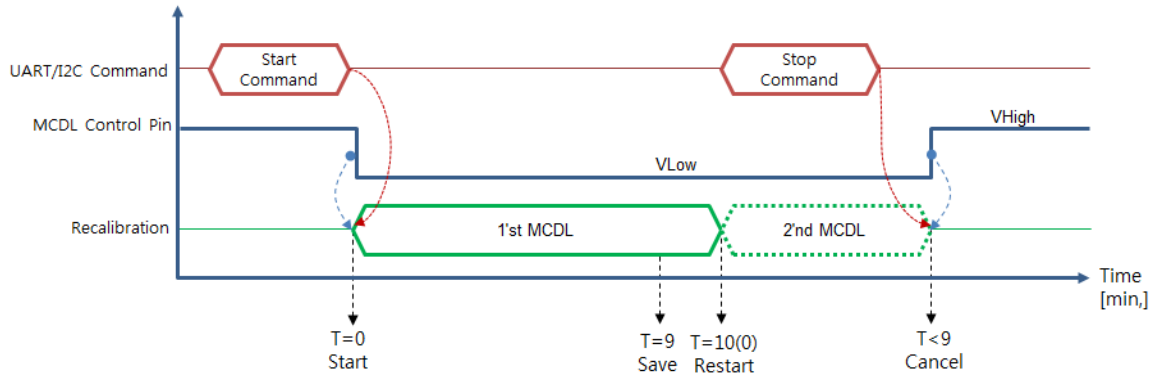 Start
Command
Stop
Command
UART/I2C Command
MCDL Control Pin
VHigh
VLow
Recalibration
1'st MCDL
2'nd MCDL
Time
[min,]
T=0
Start
T=9
Save
T=10(0)
Restart
T<9
Cancel